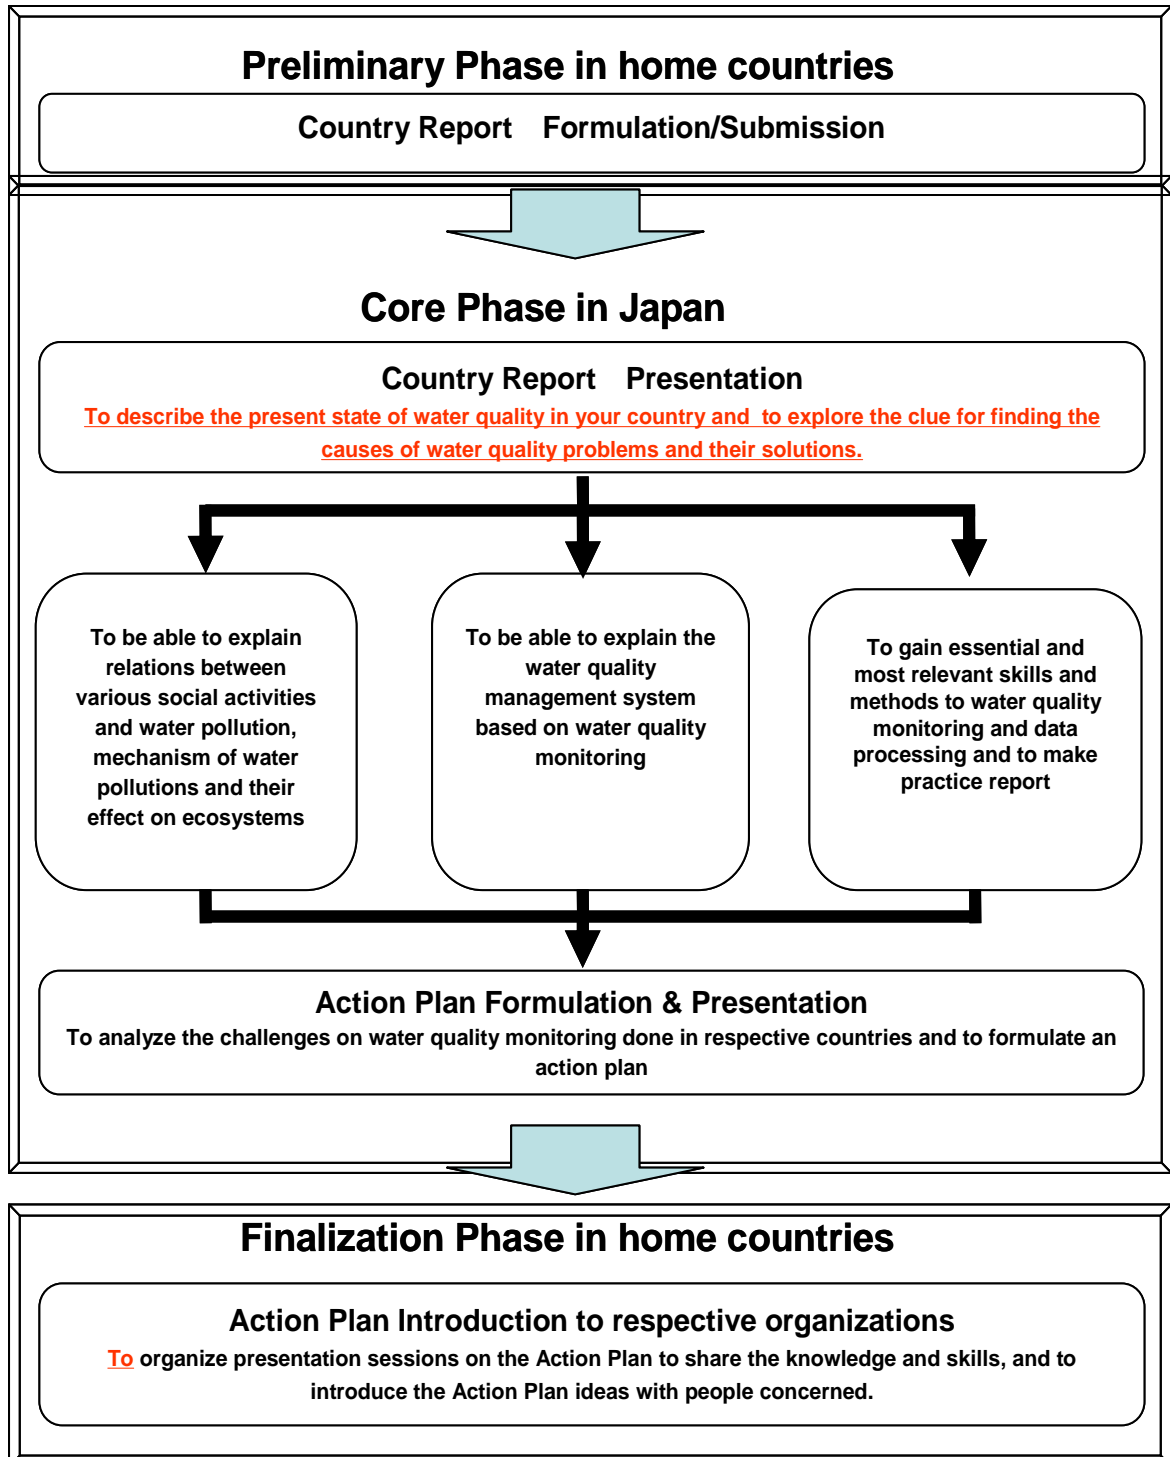 Preliminary Phase in home countries
Country Report Formulation/Submission
Core Phase in Japan
Country Report Presentation
To describe the present state of water quality in your country and to explore the clue for finding the
causes of water quality problems and their solutions.
To be able to explain
relations between
various social activities
and water pollution,
mechanism of water
pollutions and their
effect on ecosystems
To be able to explain the
water quality
management system
based on water quality
monitoring
To gain essential and
most relevant skills and
methods to water quality
monitoring and data
processing and to make
practice report
Action Plan Formulation & Presentation
To analyze the challenges on water quality monitoring done in respective countries and to formulate an
action plan
Finalization Phase in home countries
Action Plan Introduction to respective organizations
To organize presentation sessions on the Action Plan to share the knowledge and skills, and to
introduce the Action Plan ideas with people concerned.